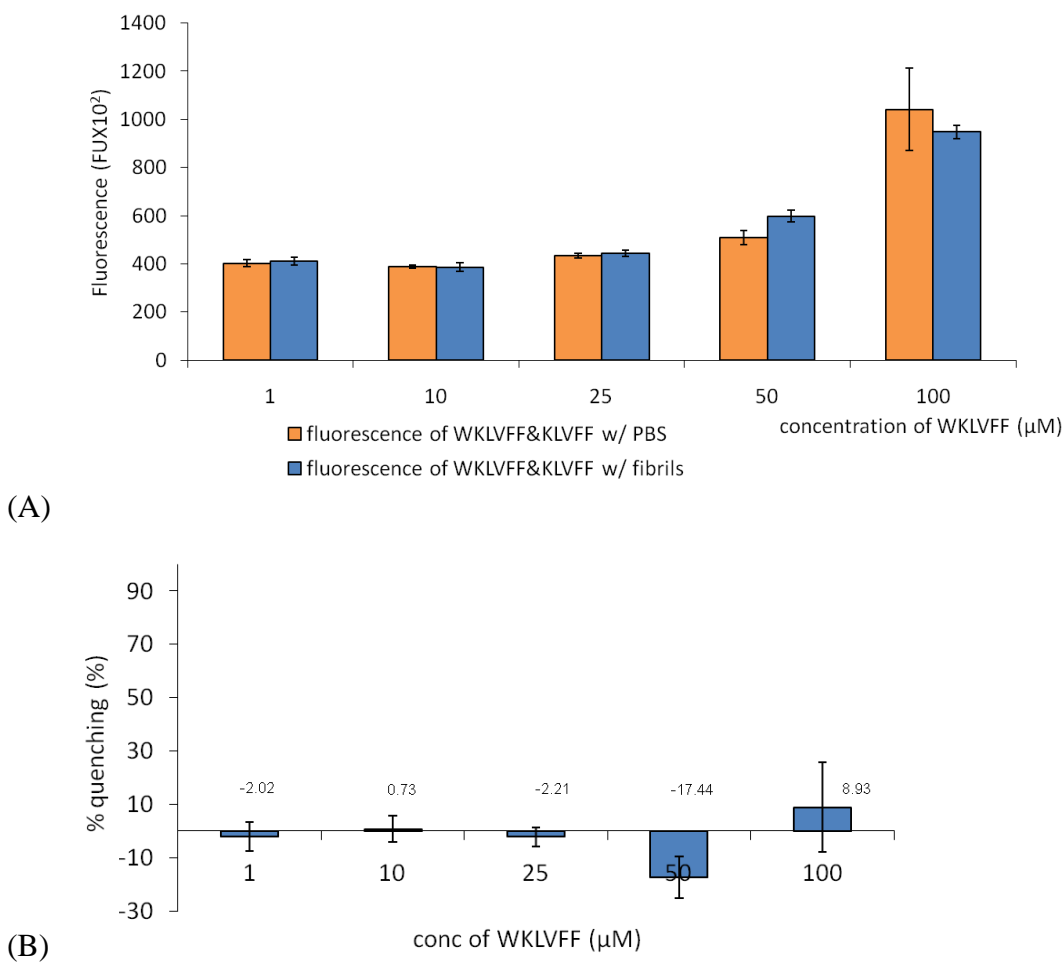 1400
1200
1000
800
600
400
200
0
Fluorescence (FUX10²)
1 10 25 50 100
concentration of WKLVFF (µM)
fluorescence of WKLVFF&KLVFF w/ PBS
fluorescence of WKLVFF&KLVFF w/ fibrils
(A)
90
70
50
30
10
-10
-30
% quenching (%)
-2.02 0.73 -2.21 -17.44 8.93
1 10 25 50 100
conc of WKLVFF (µM)
(B)